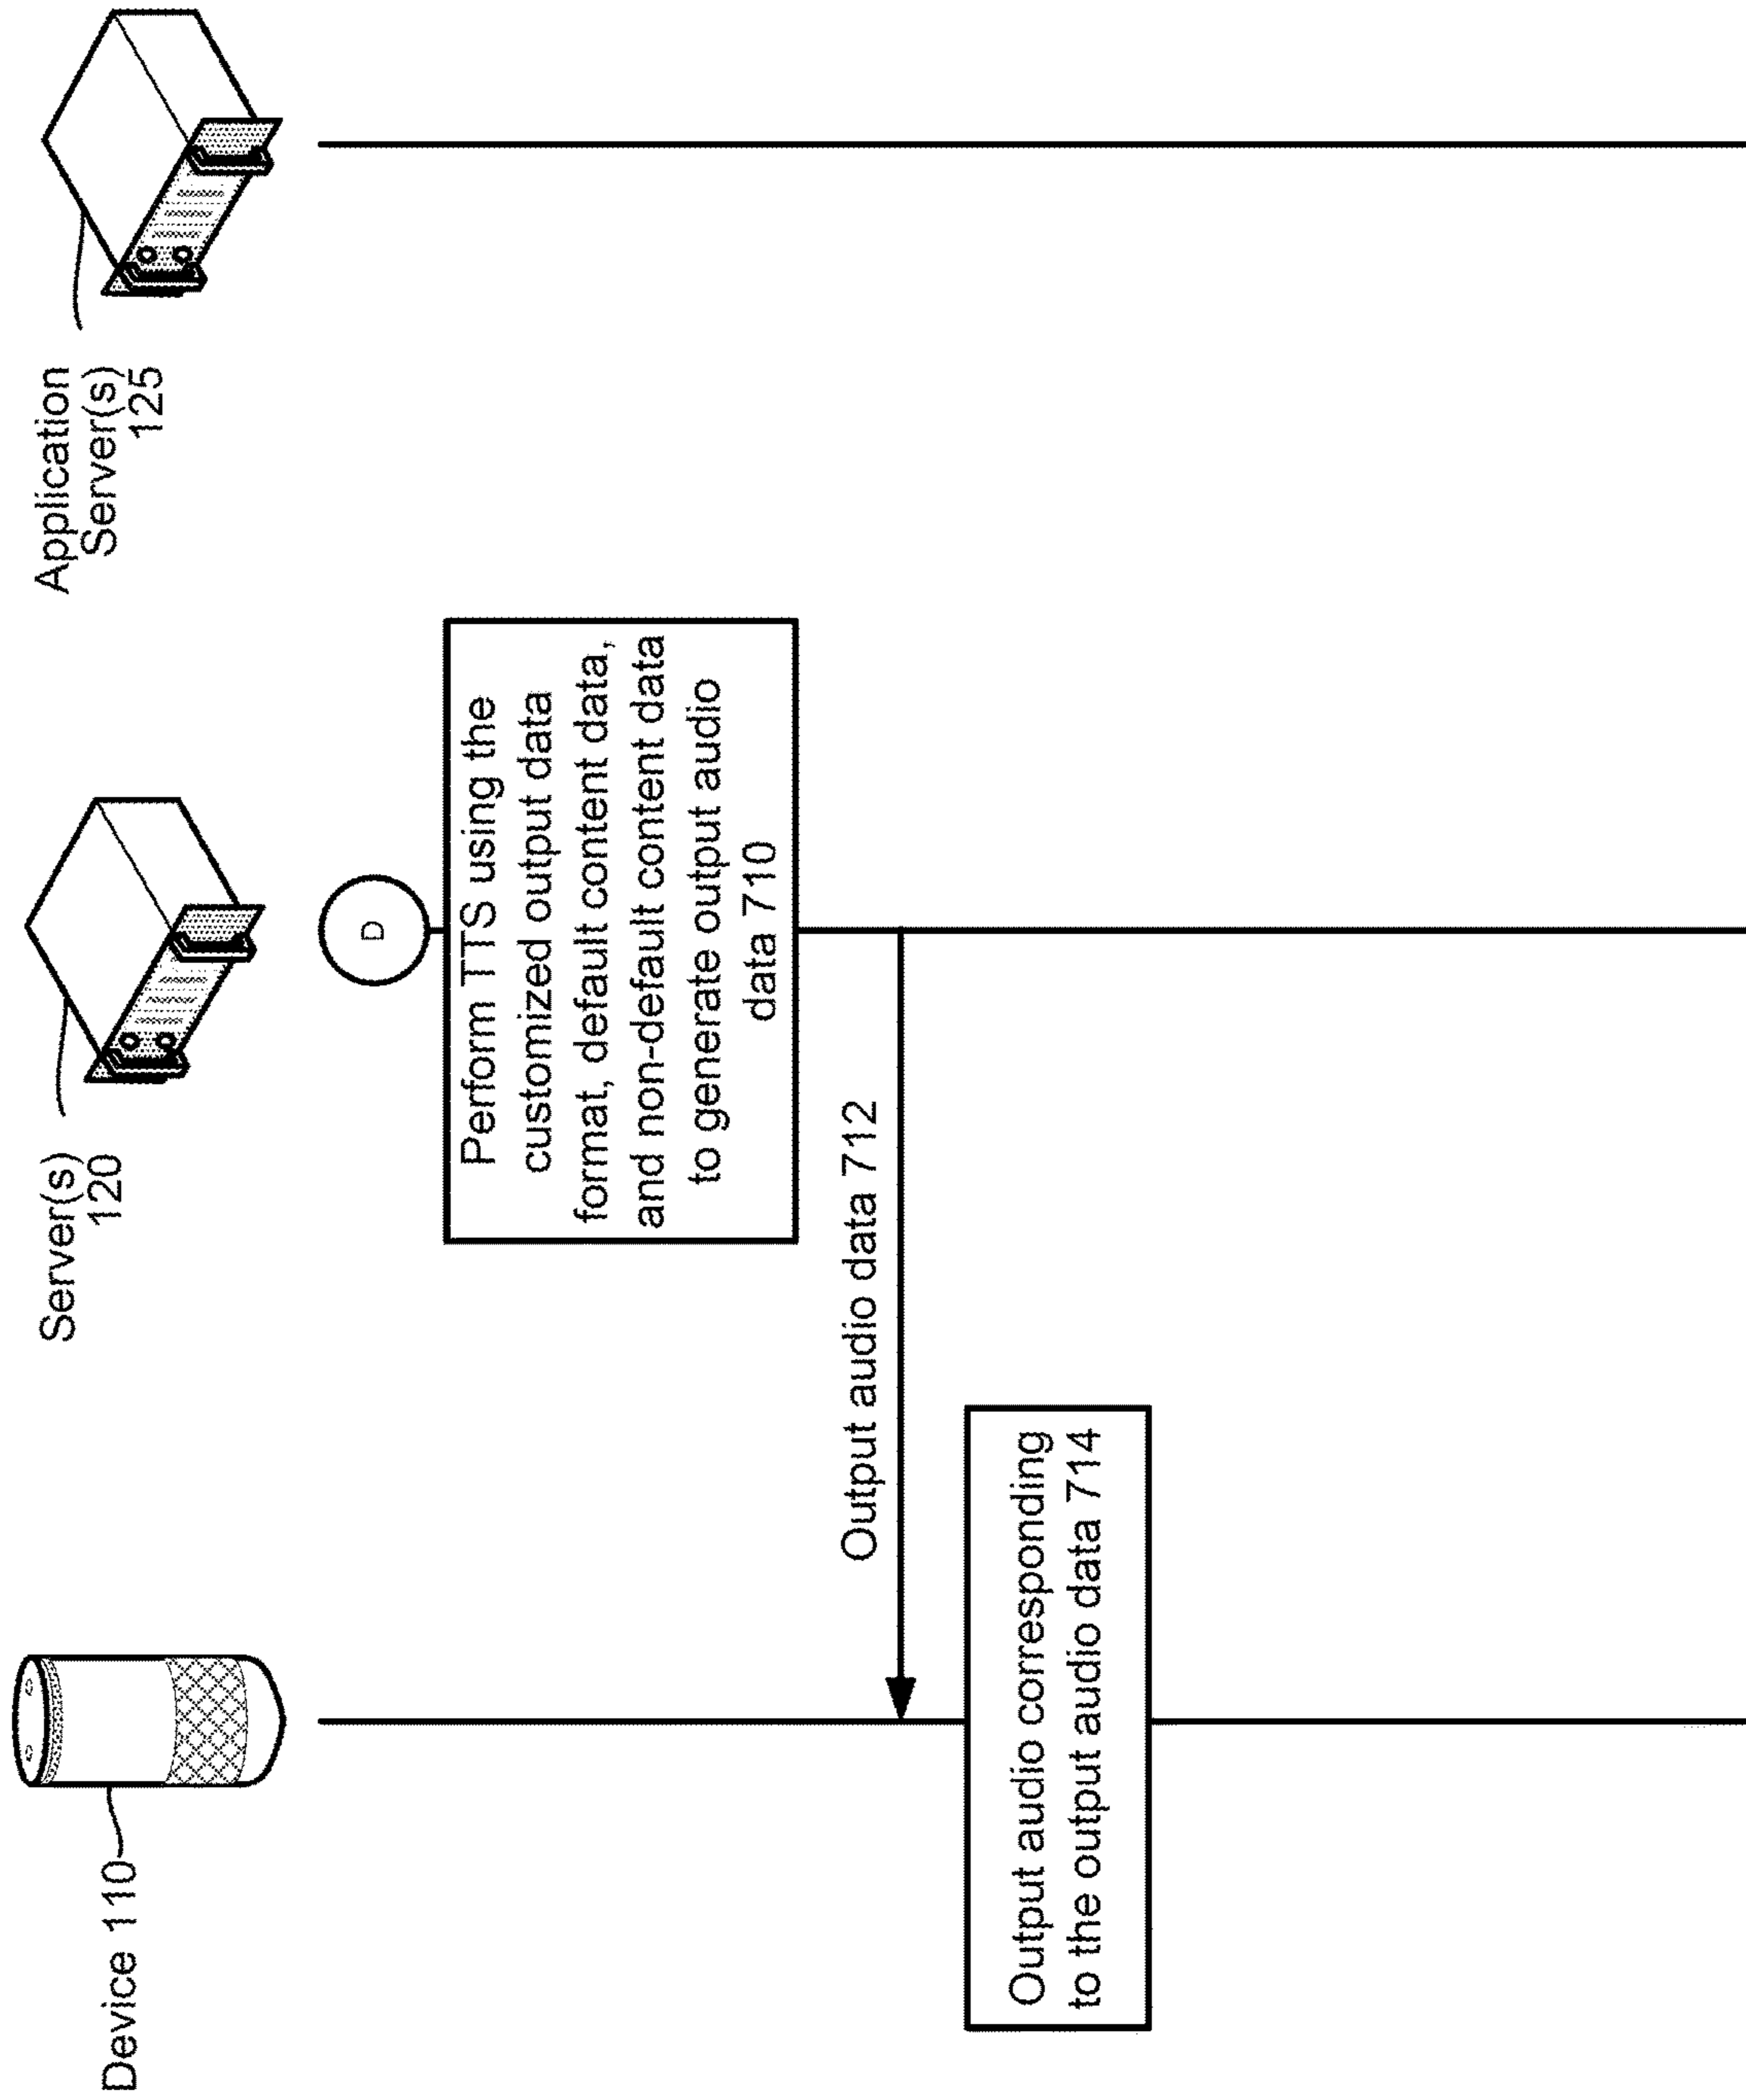 Device 110
Server(s)
120
Application
Server(s)
125
D
Perform TTS using the
customized output data
format, default content data,
and non-default content data
to generate output audio
data 710
Output audio data 712
Output audio corresponding
to the output audio data 714